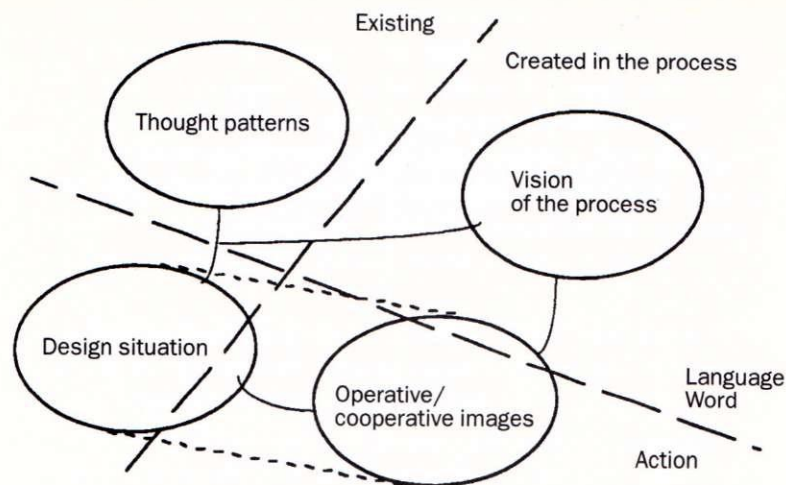 Existing
Created in the process
Thought patterns
Vision
of the process
Design situation
Operative/
cooperative images
Language
Word
Action